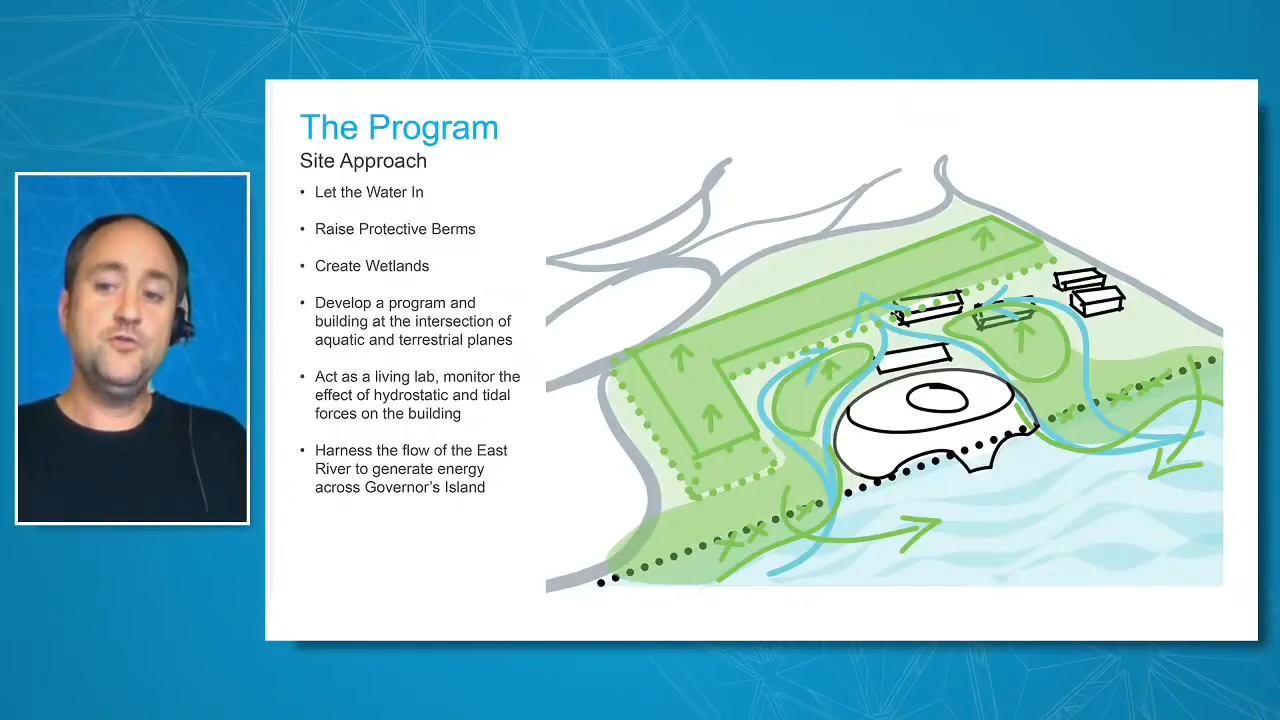 The Program
Site Approach
• Let the Water In
• Raise Protective Berms
• Create Wetlands
• Develop a program and
building at the intersection of
aquatic and terrestrial planes
• Act as a living lab, monitor the
effect of hydrostatic and tidal
forces on the building
• Harness the flow of the East
River to generate energy
across Governor's Island